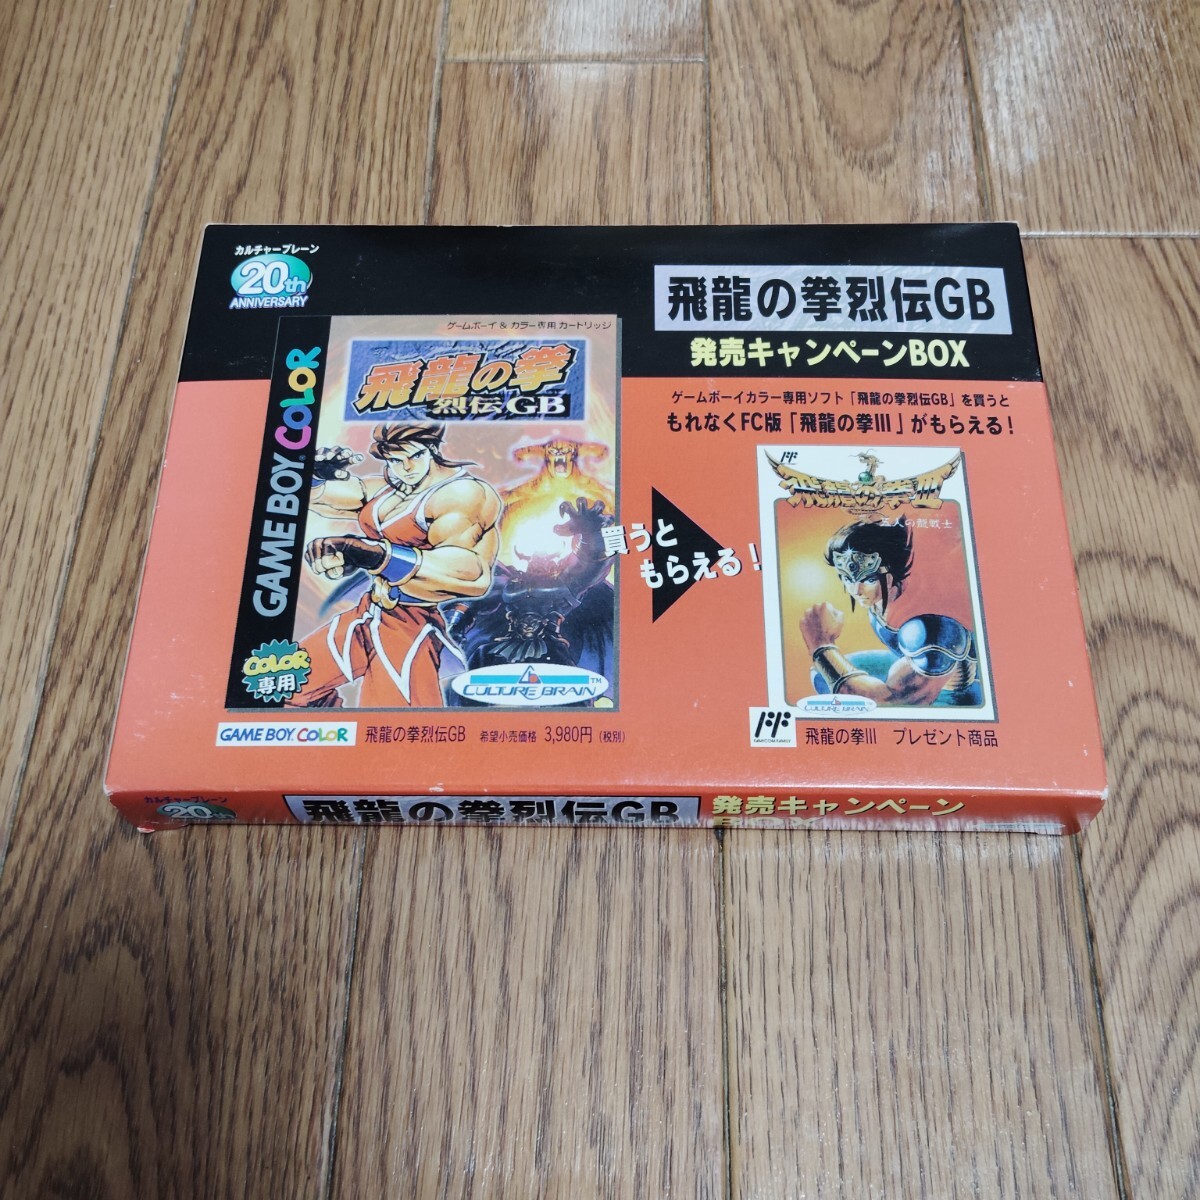 カルチャーブレーン
20th
ANNIVERSARY
飛龍の拳烈伝GB
発売キャンペーンBOX
ゲームボーイカラー専用ソフト「飛龍の拳烈伝GB」を買うと
もれなくFC版「飛龍の拳III」がもらえる!
GAME BOY COLOR
ゲームボーイ&カラー専用カートリッジ
飛龍の拳
烈伝GB
COLOR
専用
CULTURE BRAIN™
買うと
もらえる!
飛龍の拳III
五人の龍戦士
CULTURE BRAIN
GAME BOY COLOR
飛龍の拳烈伝GB 希望小売価格 3,980円(税別)
飛龍の拳III プレゼント商品
カルチャーブレーン
20th
飛龍の拳烈伝GB
発売キャンペーン
BOX